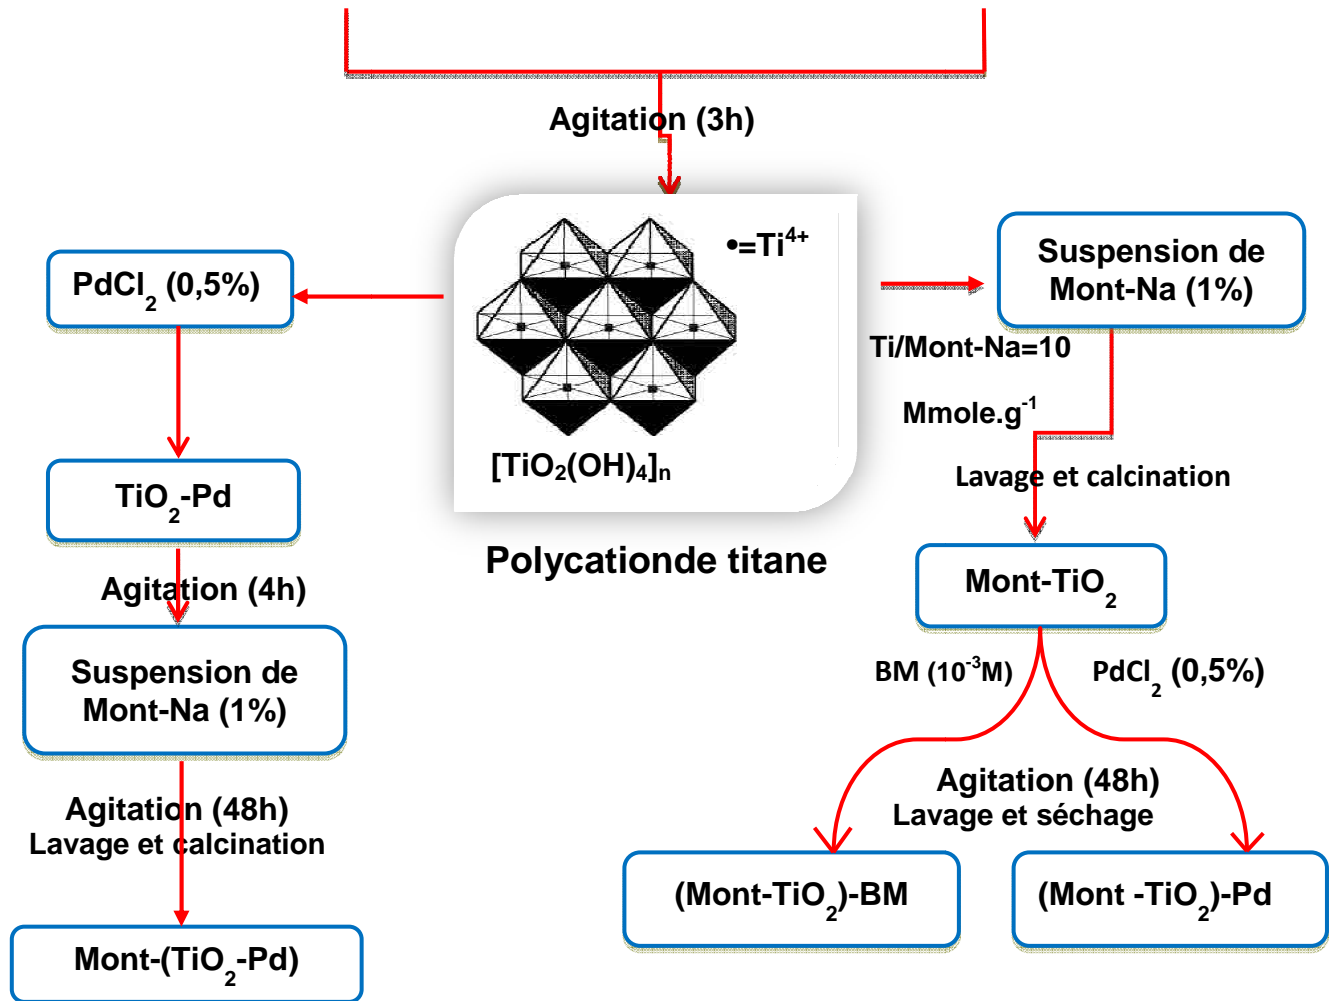 Agitation (3h)
•=Ti⁴⁺
[TiO₂(OH)₄]ₙ
Polycationde titane
PdCl₂ (0,5%)
TiO₂-Pd
Agitation (4h)
Suspension de
Mont-Na (1%)
Agitation (48h)
Lavage et calcination
Mont-(TiO₂-Pd)
Suspension de
Mont-Na (1%)
Ti/Mont-Na=10
Mmole.g⁻¹
Lavage et calcination
Mont-TiO₂
BM (10⁻³M)
PdCl₂ (0,5%)
Agitation (48h)
Lavage et séchage
(Mont-TiO₂)-BM
(Mont -TiO₂)-Pd